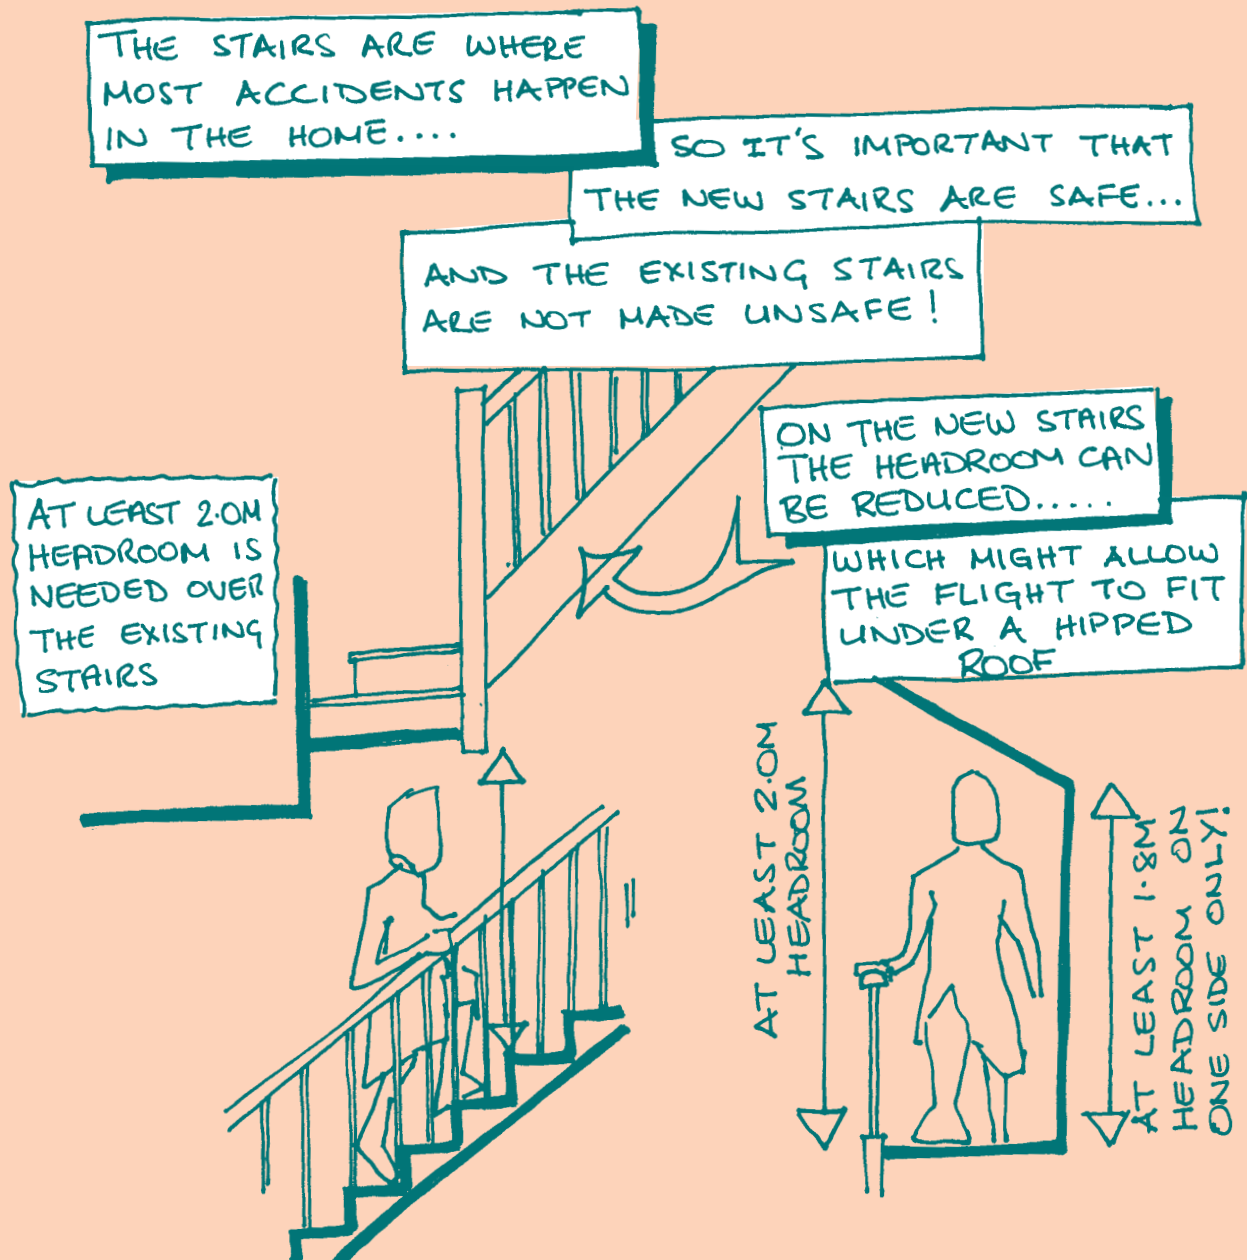 THE STAIRS ARE WHERE
MOST ACCIDENTS HAPPEN
IN THE HOME....
SO IT'S IMPORTANT THAT
THE NEW STAIRS ARE SAFE...
AND THE EXISTING STAIRS
ARE NOT MADE UNSAFE!
ON THE NEW STAIRS
THE HEADROOM CAN
BE REDUCED.....
WHICH MIGHT ALLOW
THE FLIGHT TO FIT
UNDER A HIPPED
ROOF
AT LEAST 2.0M
HEADROOM IS
NEEDED OVER
THE EXISTING
STAIRS
AT LEAST 2.0M
HEADROOM
AT LEAST 1.8M
HEADROOM ON
ONE SIDE ONLY!